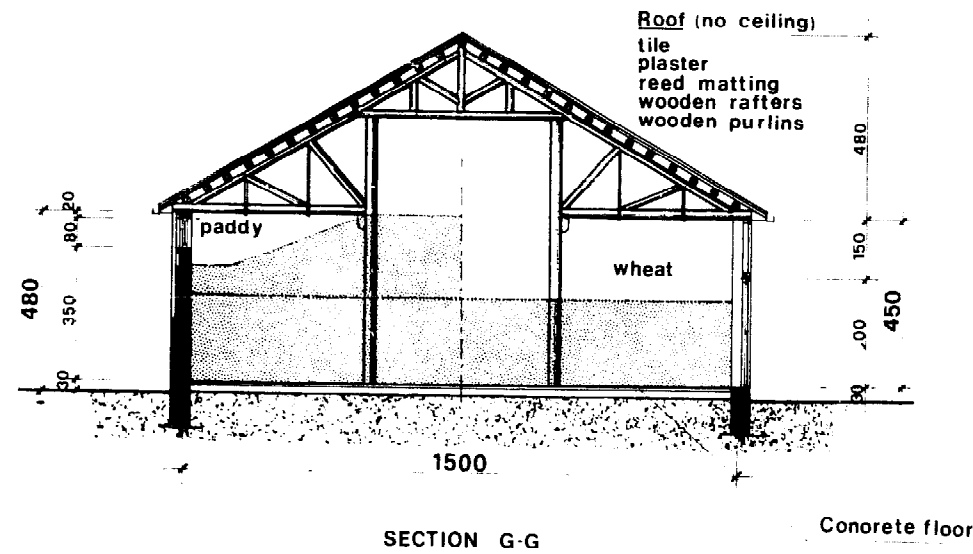 Roof (no ceiling)
tile
plaster
reed matting
wooden rafters
wooden purlins
480
20
80
paddy
150
wheat
480
350
450
00
30
30
1500
SECTION G-G
Conorete floor